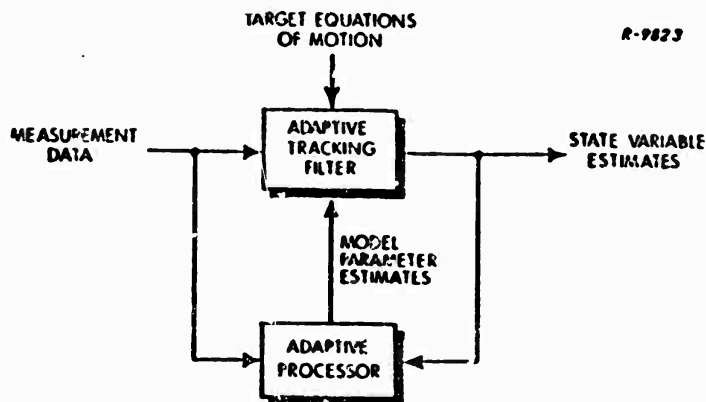 TARGET EQUATIONS
OF MOTION
R-9823
MEASUREMENT
DATA
ADAPTIVE
TRACKING
FILTER
STATE VARIABLE
ESTIMATES
MODEL
PARAMETER
ESTIMATES
ADAPTIVE
PROCESSOR